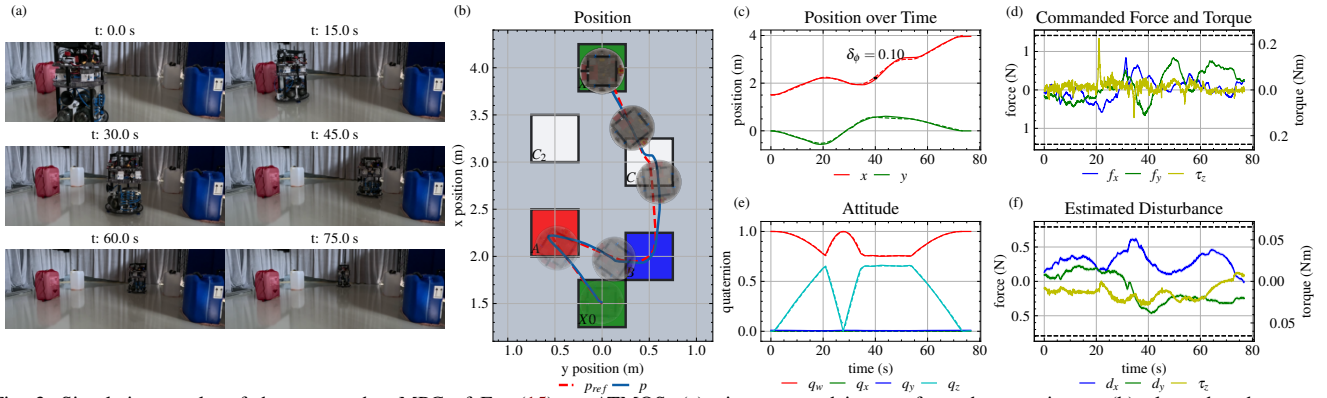 (a)
t: 0.0 s
t: 15.0 s
t: 30.0 s
t: 45.0 s
t: 60.0 s
t: 75.0 s
(b)
Position
4.0
3.5
3.0
2.5
2.0
1.5
x position (m)
C2
C
A
X0
1.0 0.5 0.0 0.5 1.0
y position (m)
p_ref p
(c)
Position over Time
4
2
0
position (m)
δϕ = 0.10
0 20 40 60 80
x y
(d)
Commanded Force and Torque
1
0.0
1
force (N)
0.2
0.0
0.2
torque (Nm)
0 20 40 60 80
fx fy τz
(e)
Attitude
1.0
0.5
0.0
quaternion
0 20 40 60 80
time (s)
qw qx qy qz
(f)
Estimated Disturbance
0.5
0.0
0.5
force (N)
0.05
0.00
0.05
torque (Nm)
0 20 40 60 80
time (s)
dx dy τz